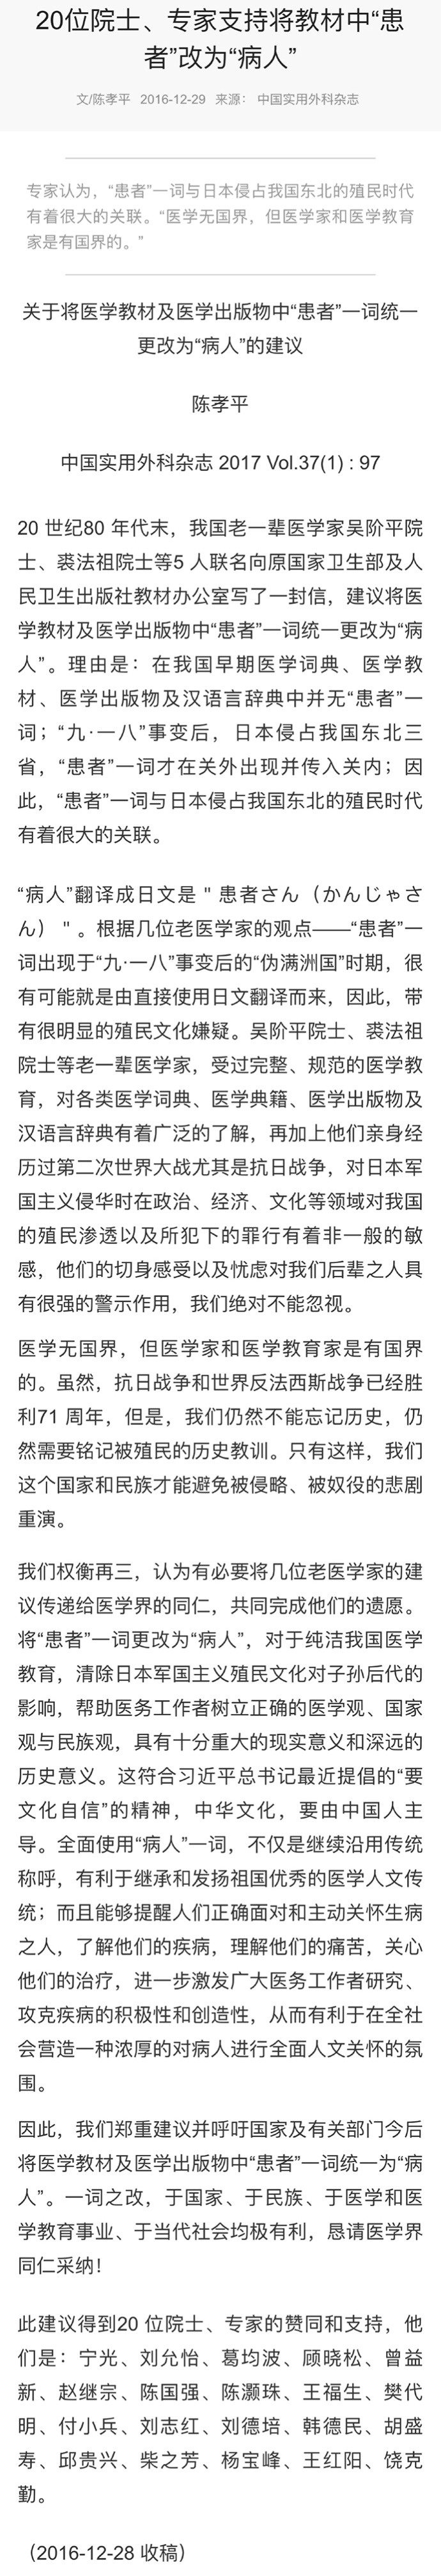 20位院士、专家支持将教材中“患
者”改为“病人”
文/陈孝平 2016-12-29 来源： 中国实用外科杂志
专家认为，“患者”一词与日本侵占我国东北的殖民时代
有着很大的关联。“医学无国界，但医学家和医学教育
家是有国界的。”
关于将医学教材及医学出版物中“患者”一词统一
更改为“病人”的建议
陈孝平
中国实用外科杂志 2017 Vol.37(1) : 97
20 世纪80 年代末，我国老一辈医学家吴阶平院
士、裘法祖院士等5 人联名向原国家卫生部及人
民卫生出版社教材办公室写了一封信，建议将医
学教材及医学出版物中“患者”一词统一更改为“病
人”。理由是：在我国早期医学词典、医学教
材、医学出版物及汉语言辞典中并无“患者”一
词；“九·一八”事变后，日本侵占我国东北三
省，“患者”一词才在关外出现并传入关内；因
此，“患者”一词与日本侵占我国东北的殖民时代
有着很大的关联。
“病人”翻译成日文是＂患者さん（かんじゃさ
ん）＂。根据几位老医学家的观点——“患者”一
词出现于“九·一八”事变后的“伪满洲国”时期，很
有可能就是由直接使用日文翻译而来，因此，带
有很明显的殖民文化嫌疑。吴阶平院士、裘法祖
院士等老一辈医学家，受过完整、规范的医学教
育，对各类医学词典、医学典籍、医学出版物及
汉语言辞典有着广泛的了解，再加上他们亲身经
历过第二次世界大战尤其是抗日战争，对日本军
国主义侵华时在政治、经济、文化等领域对我国
的殖民渗透以及所犯下的罪行有着非一般的敏
感，他们的切身感受以及忧虑对我们后辈之人具
有很强的警示作用，我们绝对不能忽视。
医学无国界，但医学家和医学教育家是有国界
的。虽然，抗日战争和世界反法西斯战争已经胜
利71 周年，但是，我们仍然不能忘记历史，仍
然需要铭记被殖民的历史教训。只有这样，我们
这个国家和民族才能避免被侵略、被奴役的悲剧
重演。
我们权衡再三，认为有必要将几位老医学家的建
议传递给医学界的同仁，共同完成他们的遗愿。
将“患者”一词更改为“病人”，对于纯洁我国医学
教育，清除日本军国主义殖民文化对子孙后代的
影响，帮助医务工作者树立正确的医学观、国家
观与民族观，具有十分重大的现实意义和深远的
历史意义。这符合习近平总书记最近提倡的“要
文化自信”的精神，中华文化，要由中国人主
导。全面使用“病人”一词，不仅是继续沿用传统
称呼，有利于继承和发扬祖国优秀的医学人文传
统；而且能够提醒人们正确面对和主动关怀生病
之人，了解他们的疾病，理解他们的痛苦，关心
他们的治疗，进一步激发广大医务工作者研究、
攻克疾病的积极性和创造性，从而有利于在全社
会营造一种浓厚的对病人进行全面人文关怀的氛
围。
因此，我们郑重建议并呼吁国家及有关部门今后
将医学教材及医学出版物中“患者”一词统一为“病
人”。一词之改，于国家、于民族、于医学和医
学教育事业、于当代社会均极有利，恳请医学界
同仁采纳！
此建议得到20 位院士、专家的赞同和支持，他
们是：宁光、刘允怡、葛均波、顾晓松、曾益
新、赵继宗、陈国强、陈灏珠、王福生、樊代
明、付小兵、刘志红、刘德培、韩德民、胡盛
寿、邱贵兴、柴之芳、杨宝峰、王红阳、饶克
勤。
（2016-12-28 收稿）